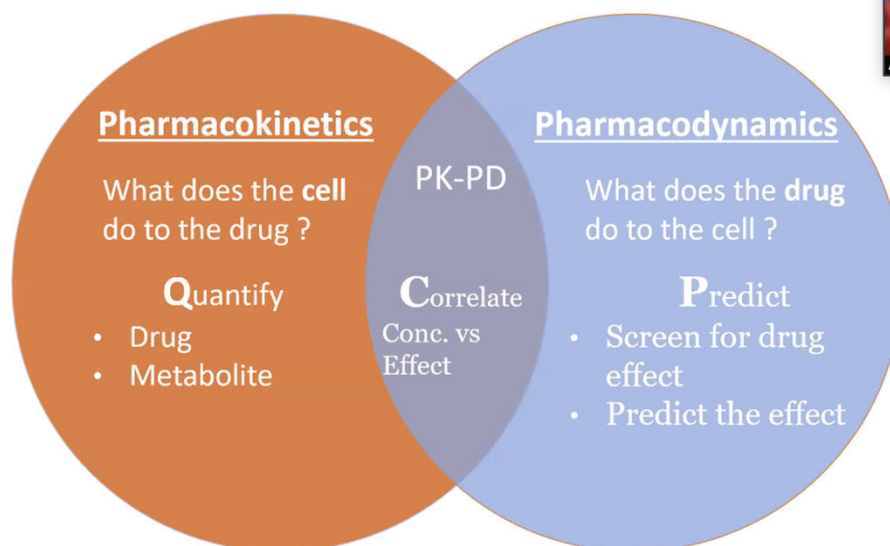 Pharmacokinetics
What does the cell
do to the drug ?
Quantify
• Drug
• Metabolite
PK-PD
Correlate
Conc. vs
Effect
Pharmacodynamics
What does the drug
do to the cell ?
Predict
• Screen for drug
effect
• Predict the effect